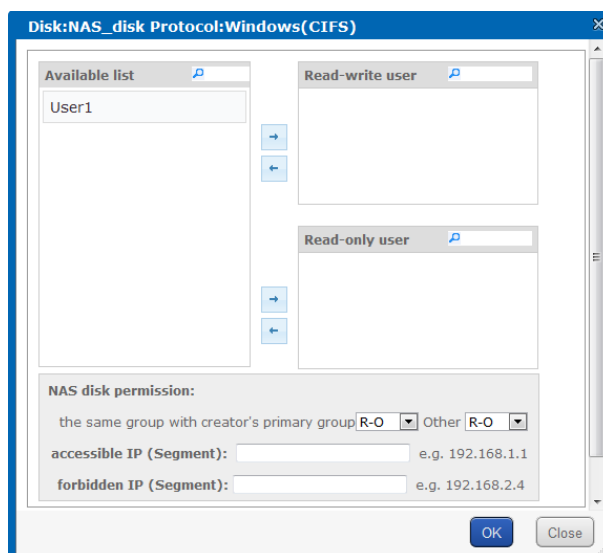 Disk:NAS_disk Protocol:Windows(CIFS)
Available list
Read-write user
User1
Read-only user
NAS disk permission:
the same group with creator's primary group R-O Other R-O
accessible IP (Segment): e.g. 192.168.1.1
forbidden IP (Segment): e.g. 192.168.2.4
OK Close